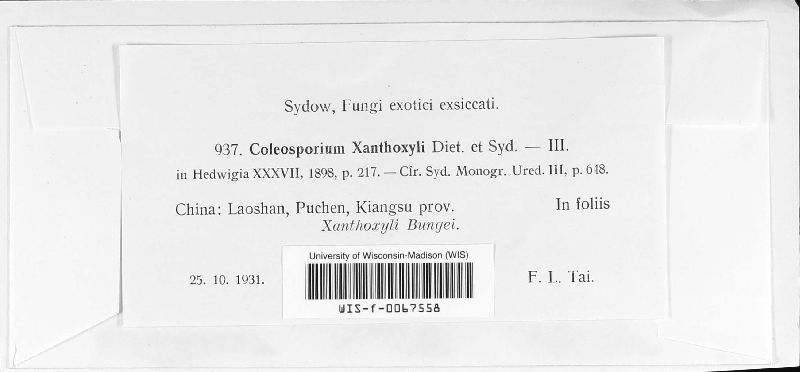 Sydow, Fungi exotici exsiccati.
937. Coleosporium Xanthoxyli Diet. et Syd. — III.
in Hedwigia XXXVII, 1898, p. 217. — Cfr. Syd. Monogr. Ured. III, p. 648.
China: Laoshan, Puchen, Kiangsu prov. In foliis
Xanthoxyli Bungei.
University of Wisconsin-Madison (WIS)
25. 10. 1931. F. L. Tai.
WIS-f-0067558